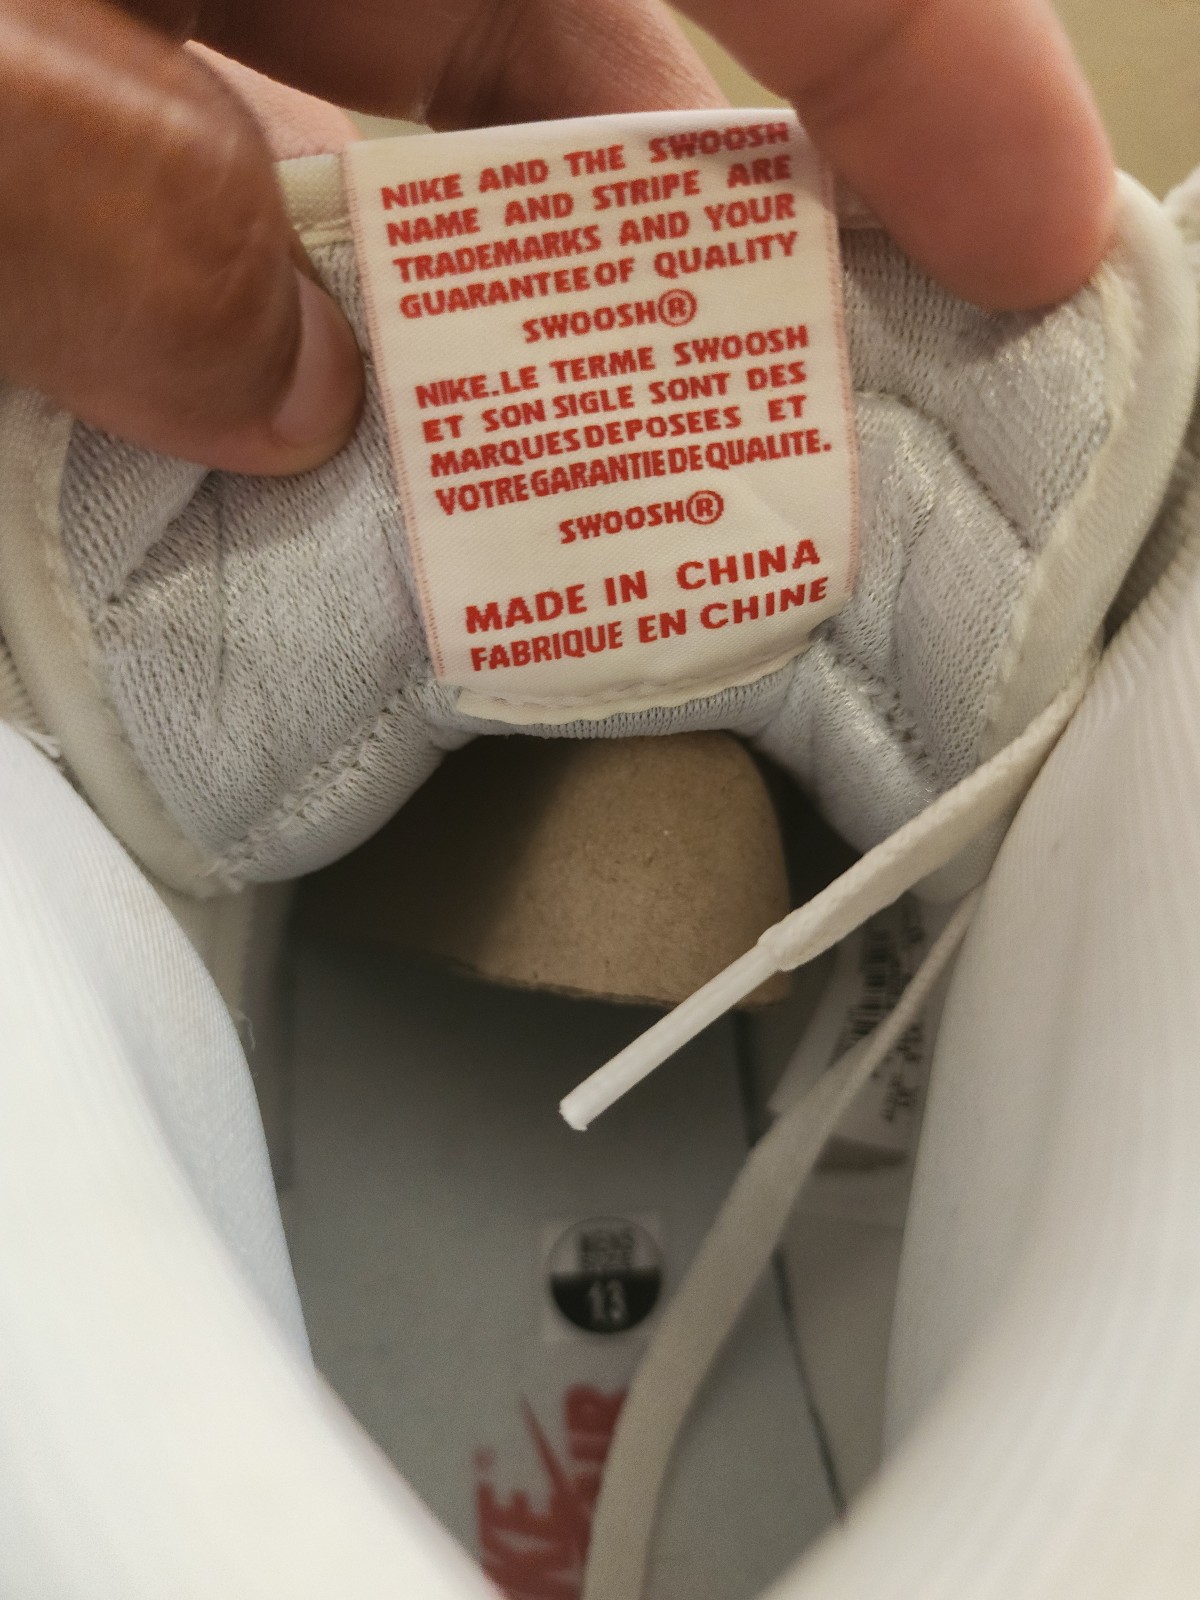 NIKE AND THE SWOOSH
NAME AND STRIPE ARE
TRADEMARKS AND YOUR
GUARANTEE OF QUALITY
SWOOSH®
NIKE.LE TERME SWOOSH
ET SON SIGLE SONT DES
MARQUES DEPOSEES ET
VOTRE GARANTIE DE QUALITE.
SWOOSH®
MADE IN CHINA
FABRIQUE EN CHINE
13